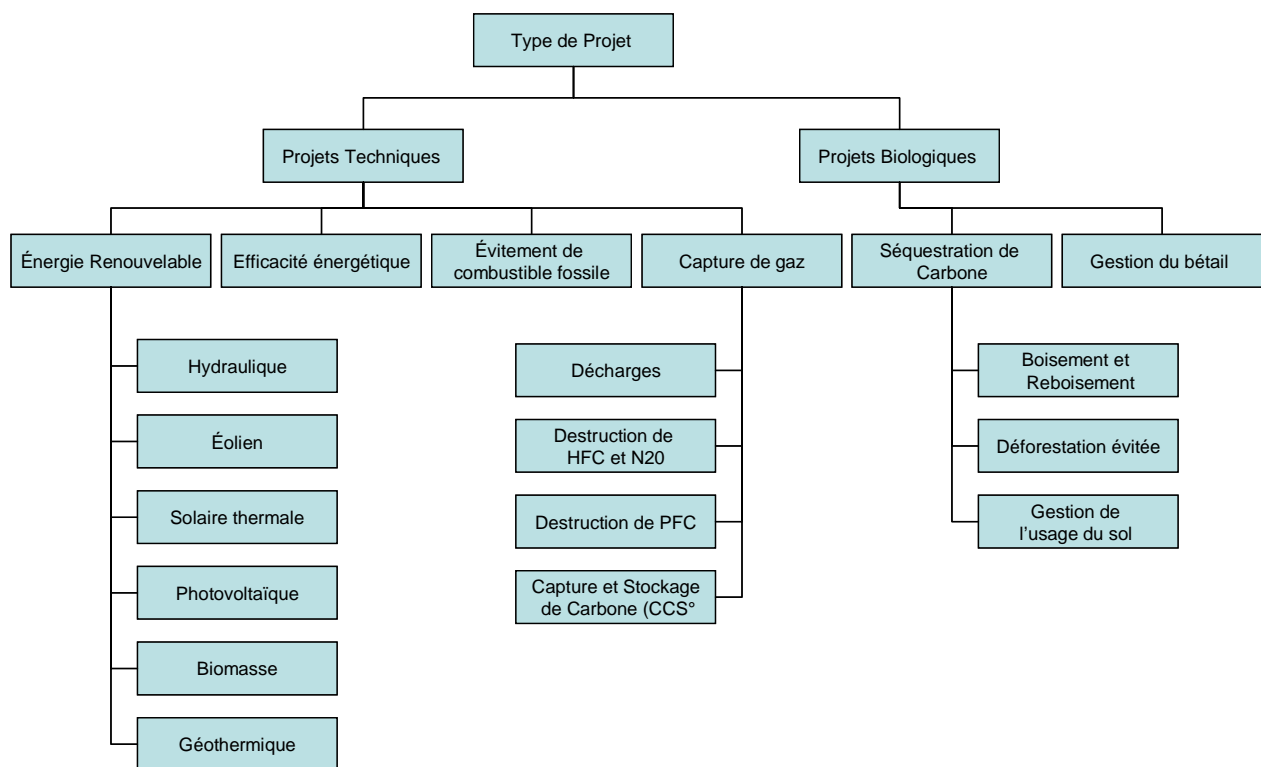 Type de Projet
Projets Techniques
Projets Biologiques
Énergie Renouvelable
Efficacité énergétique
Évitement de
combustible fossile
Capture de gaz
Séquestration de
Carbone
Gestion du bétail
Hydraulique
Éolien
Solaire thermale
Photovoltaïque
Biomasse
Géothermique
Décharges
Destruction de
HFC et N20
Destruction de PFC
Capture et Stockage
de Carbone (CCS°
Boisement et
Reboisement
Déforestation évitée
Gestion de
l’usage du sol